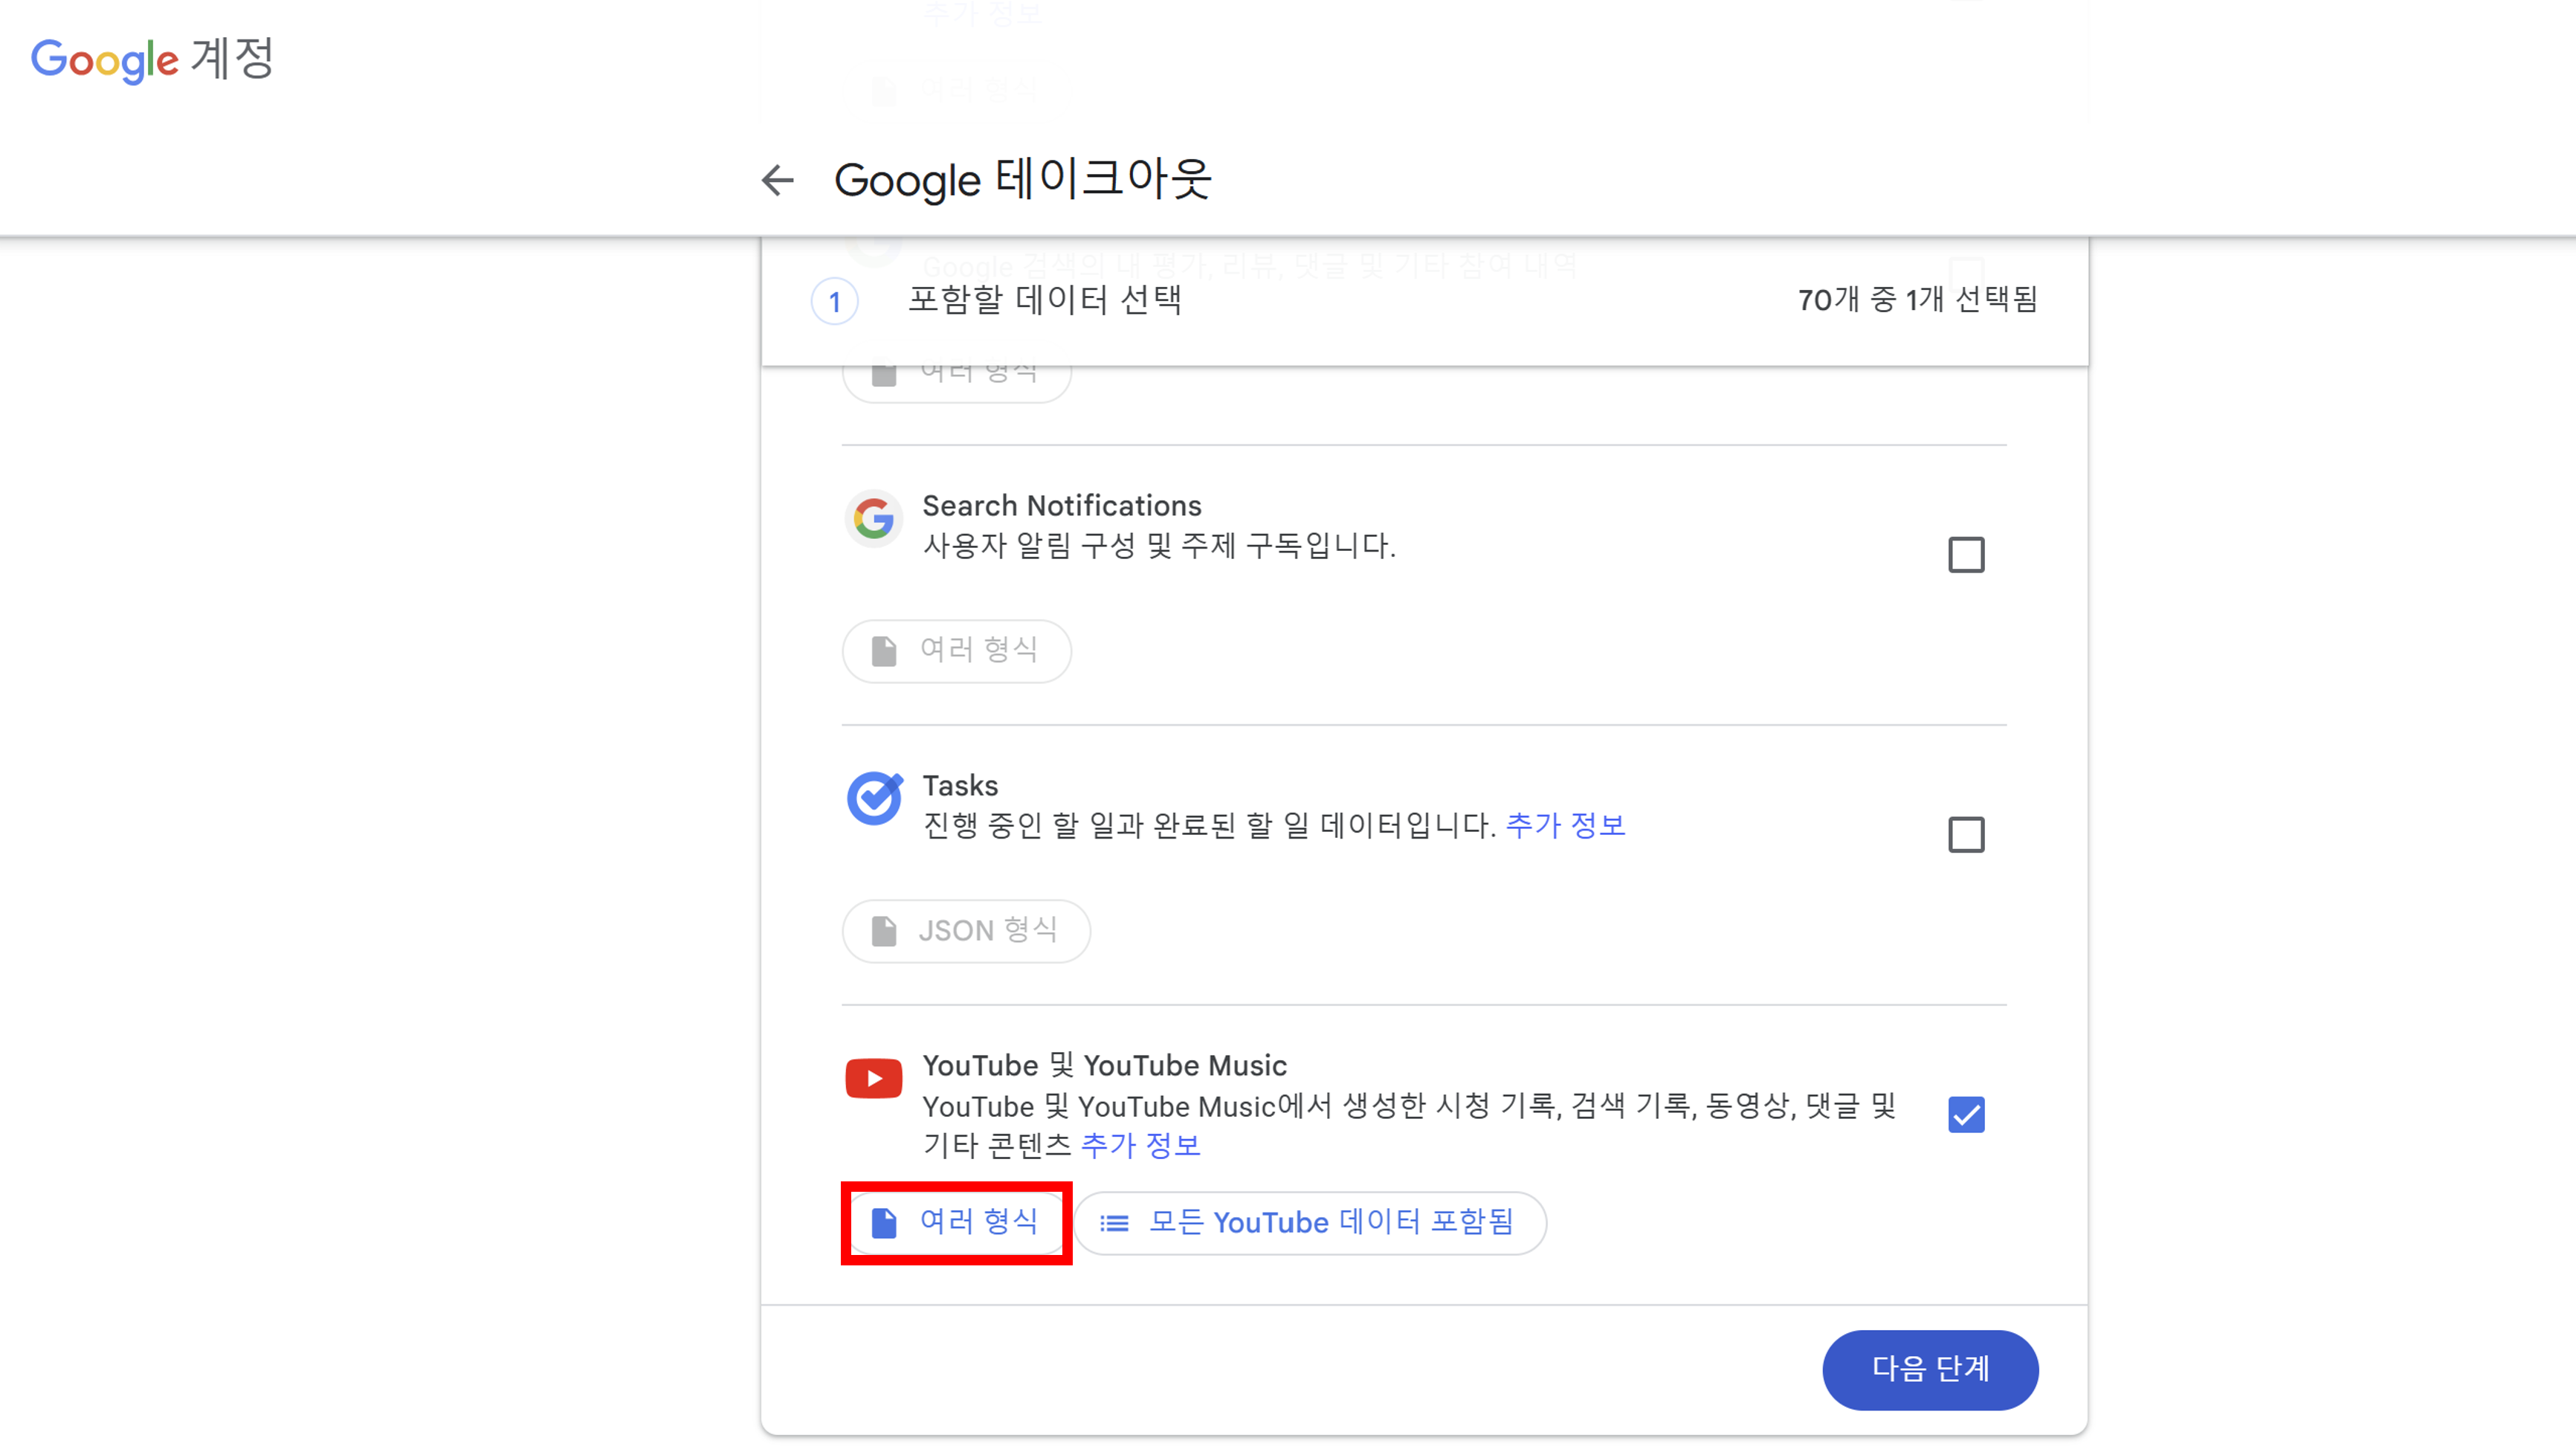 추가 정보
Google 계정
여러 형식
Google 테이크아웃
Google 검색의 내 평가, 리뷰, 댓글 및 기타 참여 내역
1 포함할 데이터 선택 70개 중 1개 선택됨
여러 형식
Search Notifications
사용자 알림 구성 및 주제 구독입니다.
여러 형식
Tasks
진행 중인 할 일과 완료된 할 일 데이터입니다. 추가 정보
JSON 형식
YouTube 및 YouTube Music
YouTube 및 YouTube Music에서 생성한 시청 기록, 검색 기록, 동영상, 댓글 및
기타 콘텐츠 추가 정보
여러 형식 모든 YouTube 데이터 포함됨
다음 단계